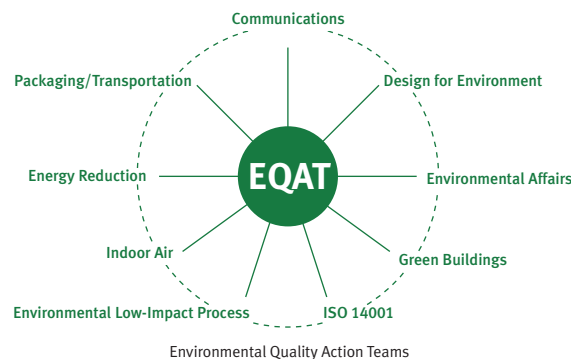 Communications
Packaging/Transportation
Design for Environment
EQAT
Energy Reduction
Environmental Affairs
Indoor Air
Green Buildings
Environmental Low-Impact Process
ISO 14001
Environmental Quality Action Teams